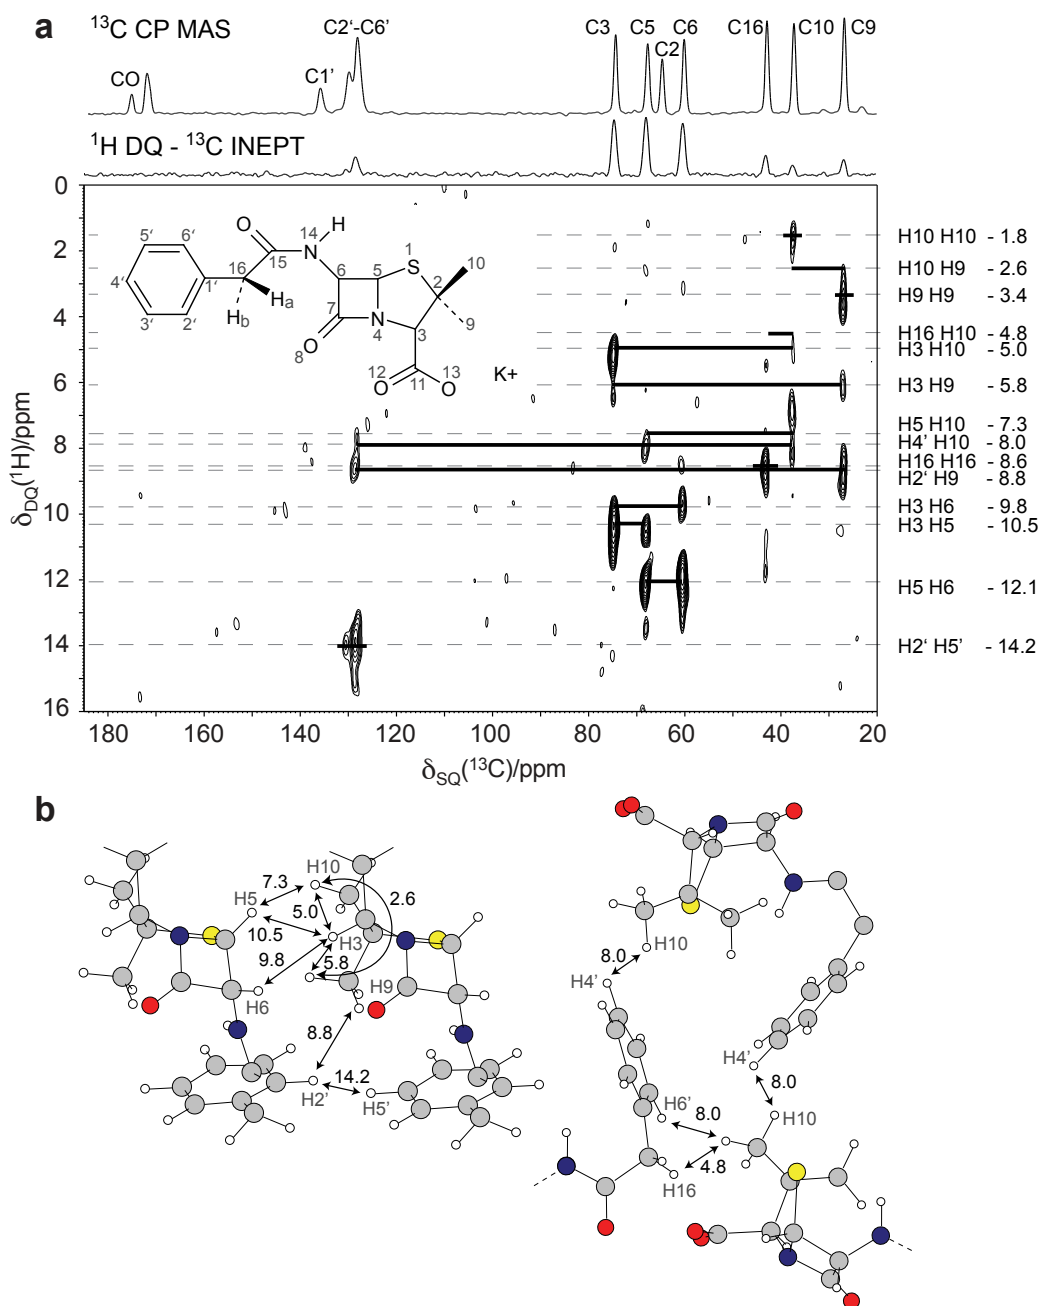 a
¹³C CP MAS
CO
C1'
C2'-C6'
C3
C5
C2
C6
C16
C10
C9
¹H DQ - ¹³C INEPT
0
2
4
6
8
10
12
14
16
δDQ(¹H)/ppm
180
160
140
120
100
80
60
40
20
δSQ(¹³C)/ppm
O
14
H
N
5'
6'
4'
3'
2'
1'
16
15
Ha
Hb
6
5
1
S
10
2
9
7
N
4
3
O
8
12
O
11
13
O
K+
H10 H10 - 1.8
H10 H9 - 2.6
H9 H9 - 3.4
H16 H10 - 4.8
H3 H10 - 5.0
H3 H9 - 5.8
H5 H10 - 7.3
H4' H10 - 8.0
H16 H16 - 8.6
H2' H9 - 8.8
H3 H6 - 9.8
H3 H5 - 10.5
H5 H6 - 12.1
H2' H5' - 14.2
b
H10
7.3
2.6
H5
5.0
10.5
H3
9.8
5.8
H6
H9
8.8
14.2
H2'
H5'
H10
8.0
H4'
H4'
8.0
H6'
8.0
H10
4.8
H16